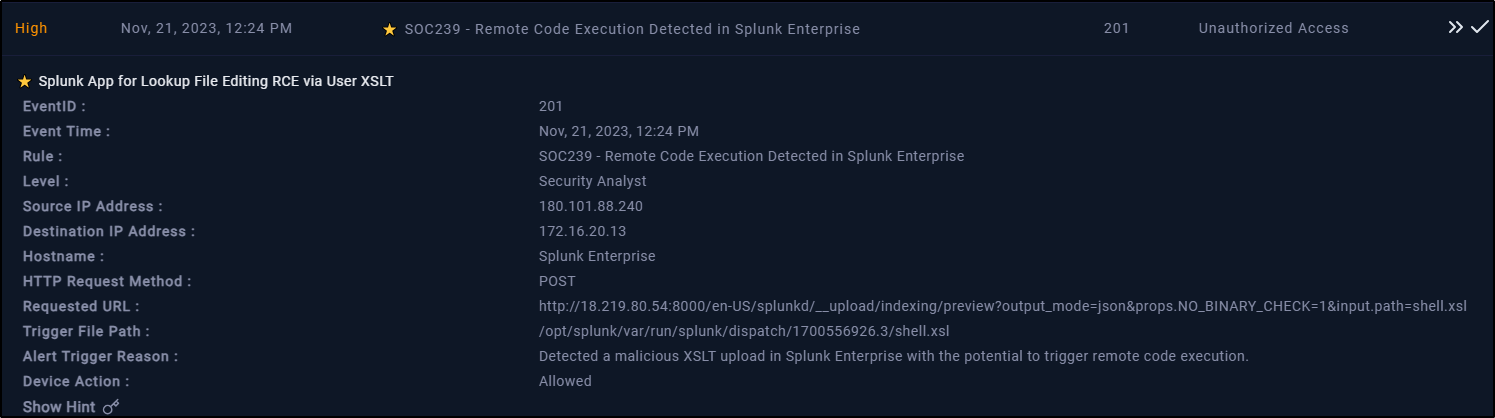 High Nov, 21, 2023, 12:24 PM SOC239 - Remote Code Execution Detected in Splunk Enterprise 201 Unauthorized Access
Splunk App for Lookup File Editing RCE via User XSLT
EventID : 201
Event Time : Nov, 21, 2023, 12:24 PM
Rule : SOC239 - Remote Code Execution Detected in Splunk Enterprise
Level : Security Analyst
Source IP Address : 180.101.88.240
Destination IP Address : 172.16.20.13
Hostname : Splunk Enterprise
HTTP Request Method : POST
Requested URL : http://18.219.80.54:8000/en-US/splunkd/__upload/indexing/preview?output_mode=json&props.NO_BINARY_CHECK=1&input.path=shell.xsl
Trigger File Path : /opt/splunk/var/run/splunk/dispatch/1700556926.3/shell.xsl
Alert Trigger Reason : Detected a malicious XSLT upload in Splunk Enterprise with the potential to trigger remote code execution.
Device Action : Allowed
Show Hint